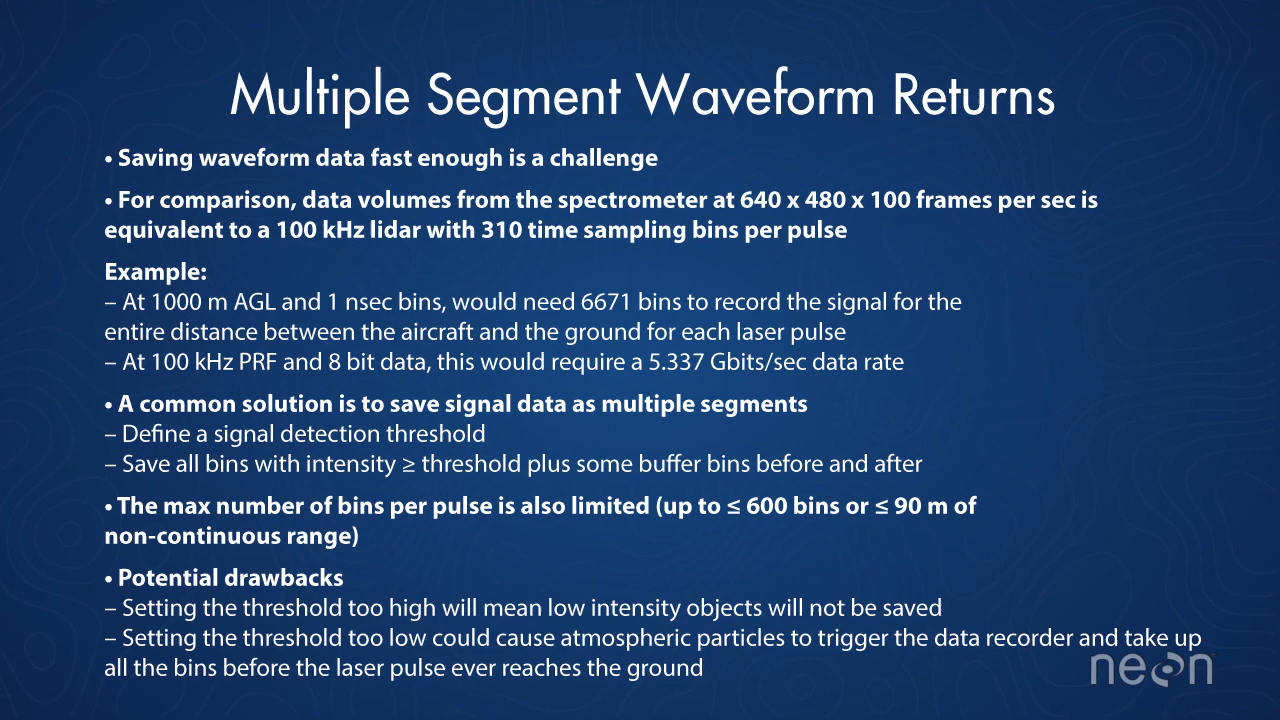 Multiple Segment Waveform Returns
• Saving waveform data fast enough is a challenge
• For comparison, data volumes from the spectrometer at 640 x 480 x 100 frames per sec is
equivalent to a 100 kHz lidar with 310 time sampling bins per pulse
Example:
– At 1000 m AGL and 1 nsec bins, would need 6671 bins to record the signal for the
entire distance between the aircraft and the ground for each laser pulse
– At 100 kHz PRF and 8 bit data, this would require a 5.337 Gbits/sec data rate
• A common solution is to save signal data as multiple segments
– Define a signal detection threshold
– Save all bins with intensity ≥ threshold plus some buffer bins before and after
• The max number of bins per pulse is also limited (up to ≤ 600 bins or ≤ 90 m of
non-continuous range)
• Potential drawbacks
– Setting the threshold too high will mean low intensity objects will not be saved
– Setting the threshold too low could cause atmospheric particles to trigger the data recorder and take up
all the bins before the laser pulse ever reaches the ground
neon